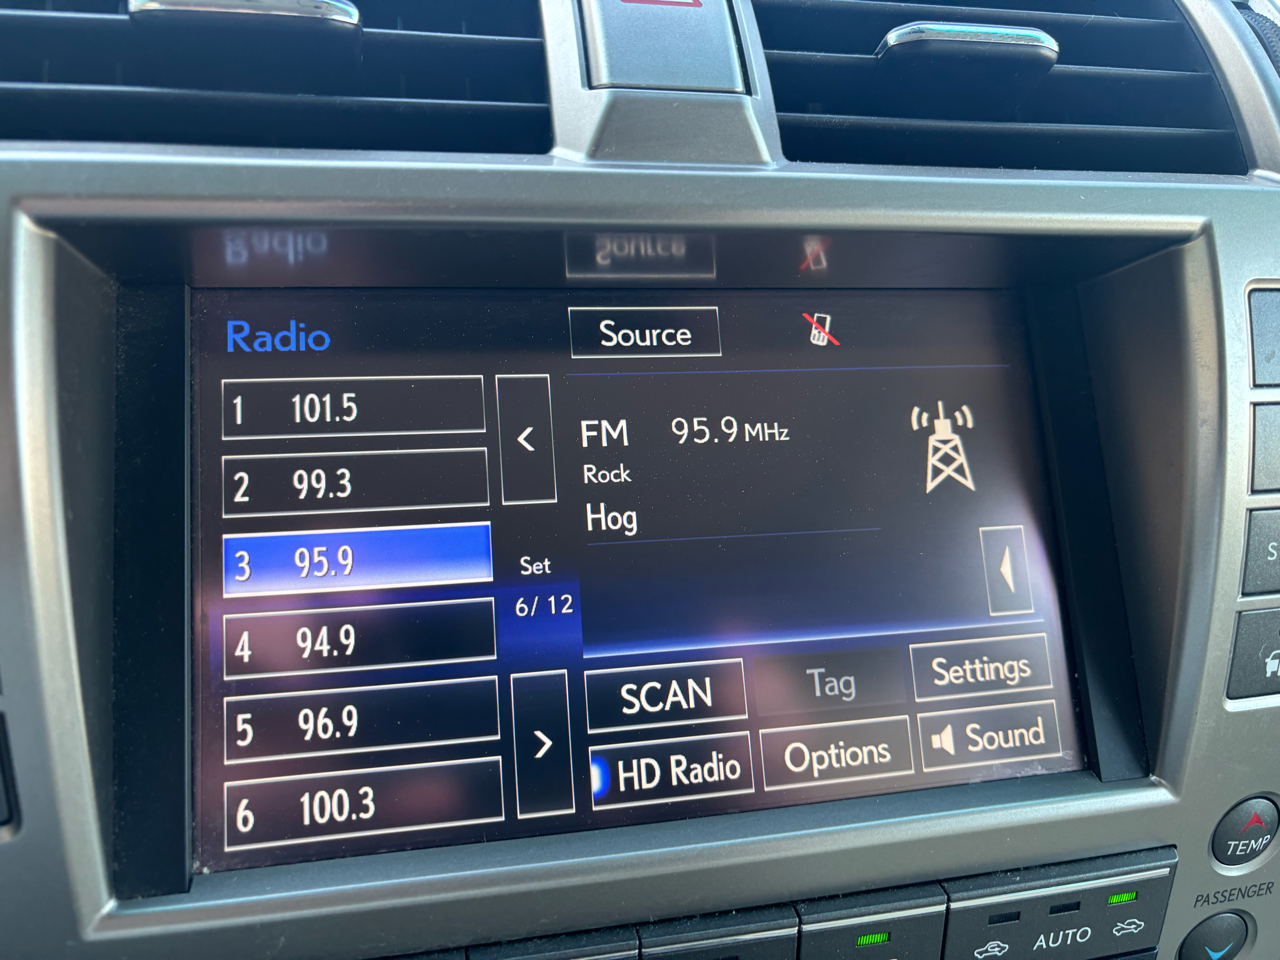 Radio
Source
1 101.5
2 99.3
3 95.9
4 94.9
5 96.9
6 100.3
<
Set
6/ 12
>
FM 95.9 MHz
Rock
Hog
SCAN
Tag
Settings
HD Radio
Options
Sound
S
TEMP
PASSENGER
AUTO